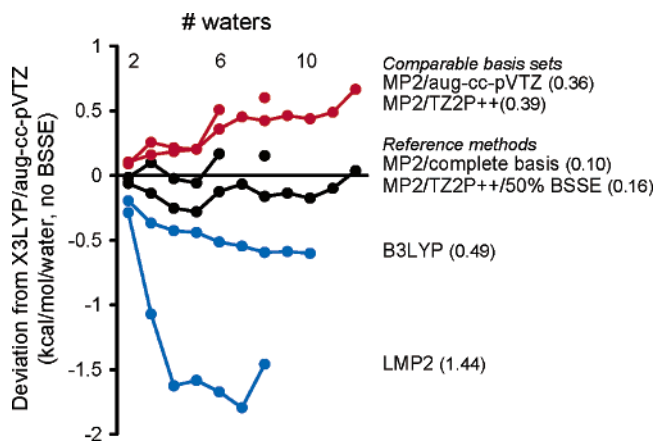 # waters
2 6 10
Deviation from X3LYP/aug-cc-pVTZ
(kcal/mol/water, no BSSE)
1
0.5
0
-0.5
-1
-1.5
-2
Comparable basis sets
MP2/aug-cc-pVTZ (0.36)
MP2/TZ2P++(0.39)
Reference methods
MP2/complete basis (0.10)
MP2/TZ2P++/50% BSSE (0.16)
B3LYP (0.49)
LMP2 (1.44)